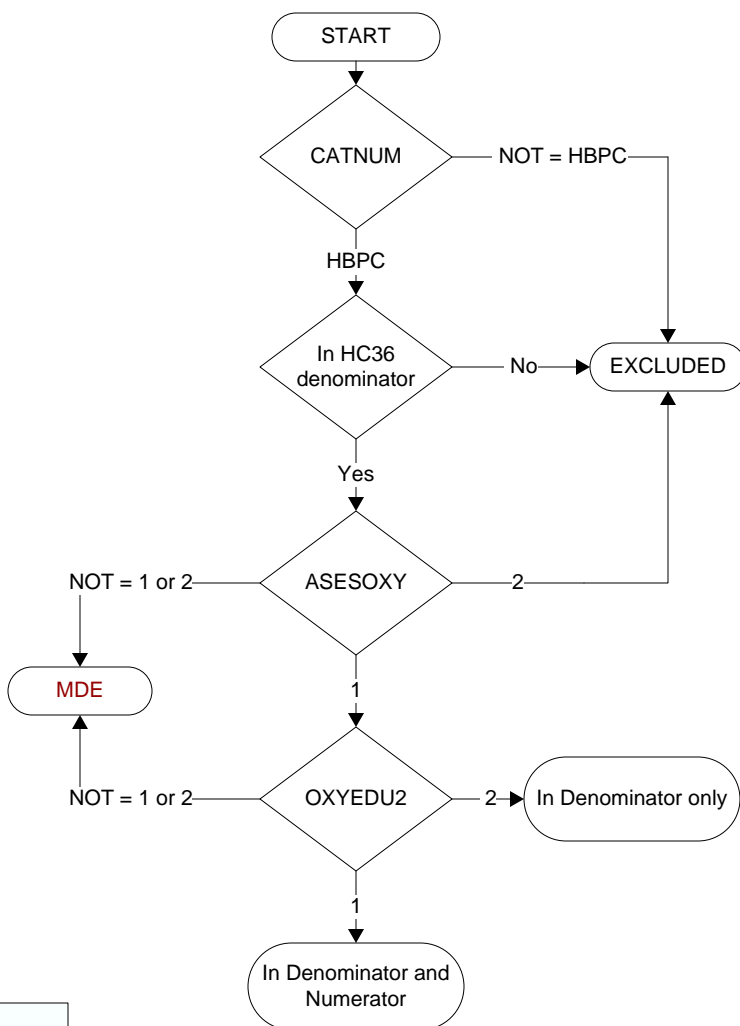 START
CATNUM
NOT = HBPC
HBPC
In HC36
denominator
No
EXCLUDED
Yes
NOT = 1 or 2
ASESOXY
2
MDE
1
NOT = 1 or 2
OXYEDU2
2
In Denominator only
1
In Denominator and
Numerator